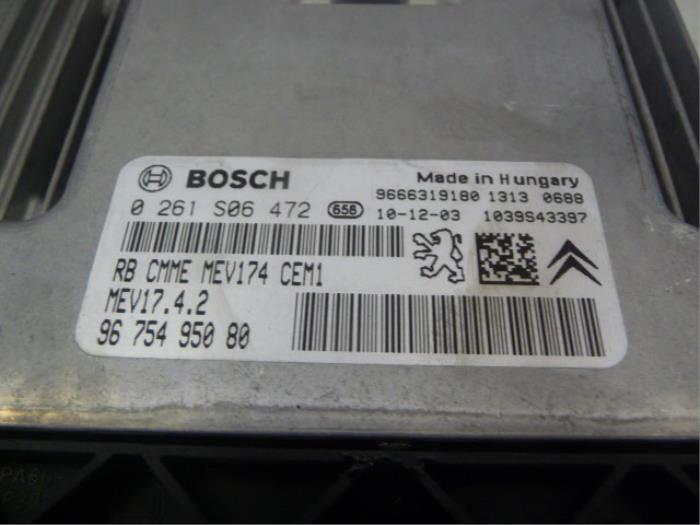 BOSCH
Made in Hungary
9666319180 1313 0688
0 261 S06 472 658 10-12-03 1039S43397
RB CMME MEV174 CEM1
MEV17.4.2
96 754 950 80